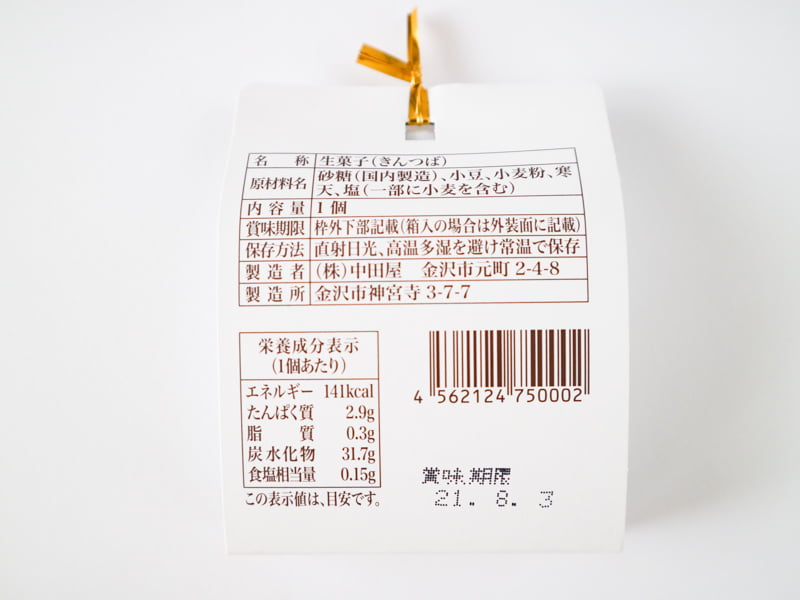 名称 生菓子(きんつば)
原材料名 砂糖(国内製造)、小豆、小麦粉、寒
天、塩(一部に小麦を含む)
内容量 1個
賞味期限 枠外下部記載(箱入の場合は外装面に記載)
保存方法 直射日光、高温多湿を避け常温で保存
製造者 (株)中田屋 金沢市元町2-4-8
製造所 金沢市神宮寺3-7-7
栄養成分表示
(1個あたり)
エネルギー 141kcal
たんぱく質 2.9g
脂質 0.3g
炭水化物 31.7g
食塩相当量 0.15g
この表示値は、目安です。
4 562124 750002
賞味期限
21. 8. 3